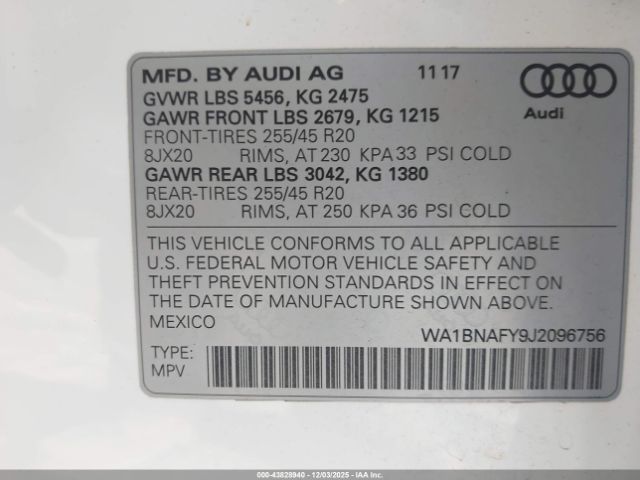 MFD. BY AUDI AG 11 17
GVWR LBS 5456, KG 2475
GAWR FRONT LBS 2679, KG 1215
FRONT-TIRES 255/45 R20
8JX20 RIMS, AT 230 KPA 33 PSI COLD
GAWR REAR LBS 3042, KG 1380
REAR-TIRES 255/45 R20
8JX20 RIMS, AT 250 KPA 36 PSI COLD
Audi
THIS VEHICLE CONFORMS TO ALL APPLICABLE
U.S. FEDERAL MOTOR VEHICLE SAFETY AND
THEFT PREVENTION STANDARDS IN EFFECT ON
THE DATE OF MANUFACTURE SHOWN ABOVE.
MEXICO
WA1BNAFY9J2096756
TYPE:
MPV
000-43828940 - 12/03/2025 - COPYRIGHT IAA, LLC.